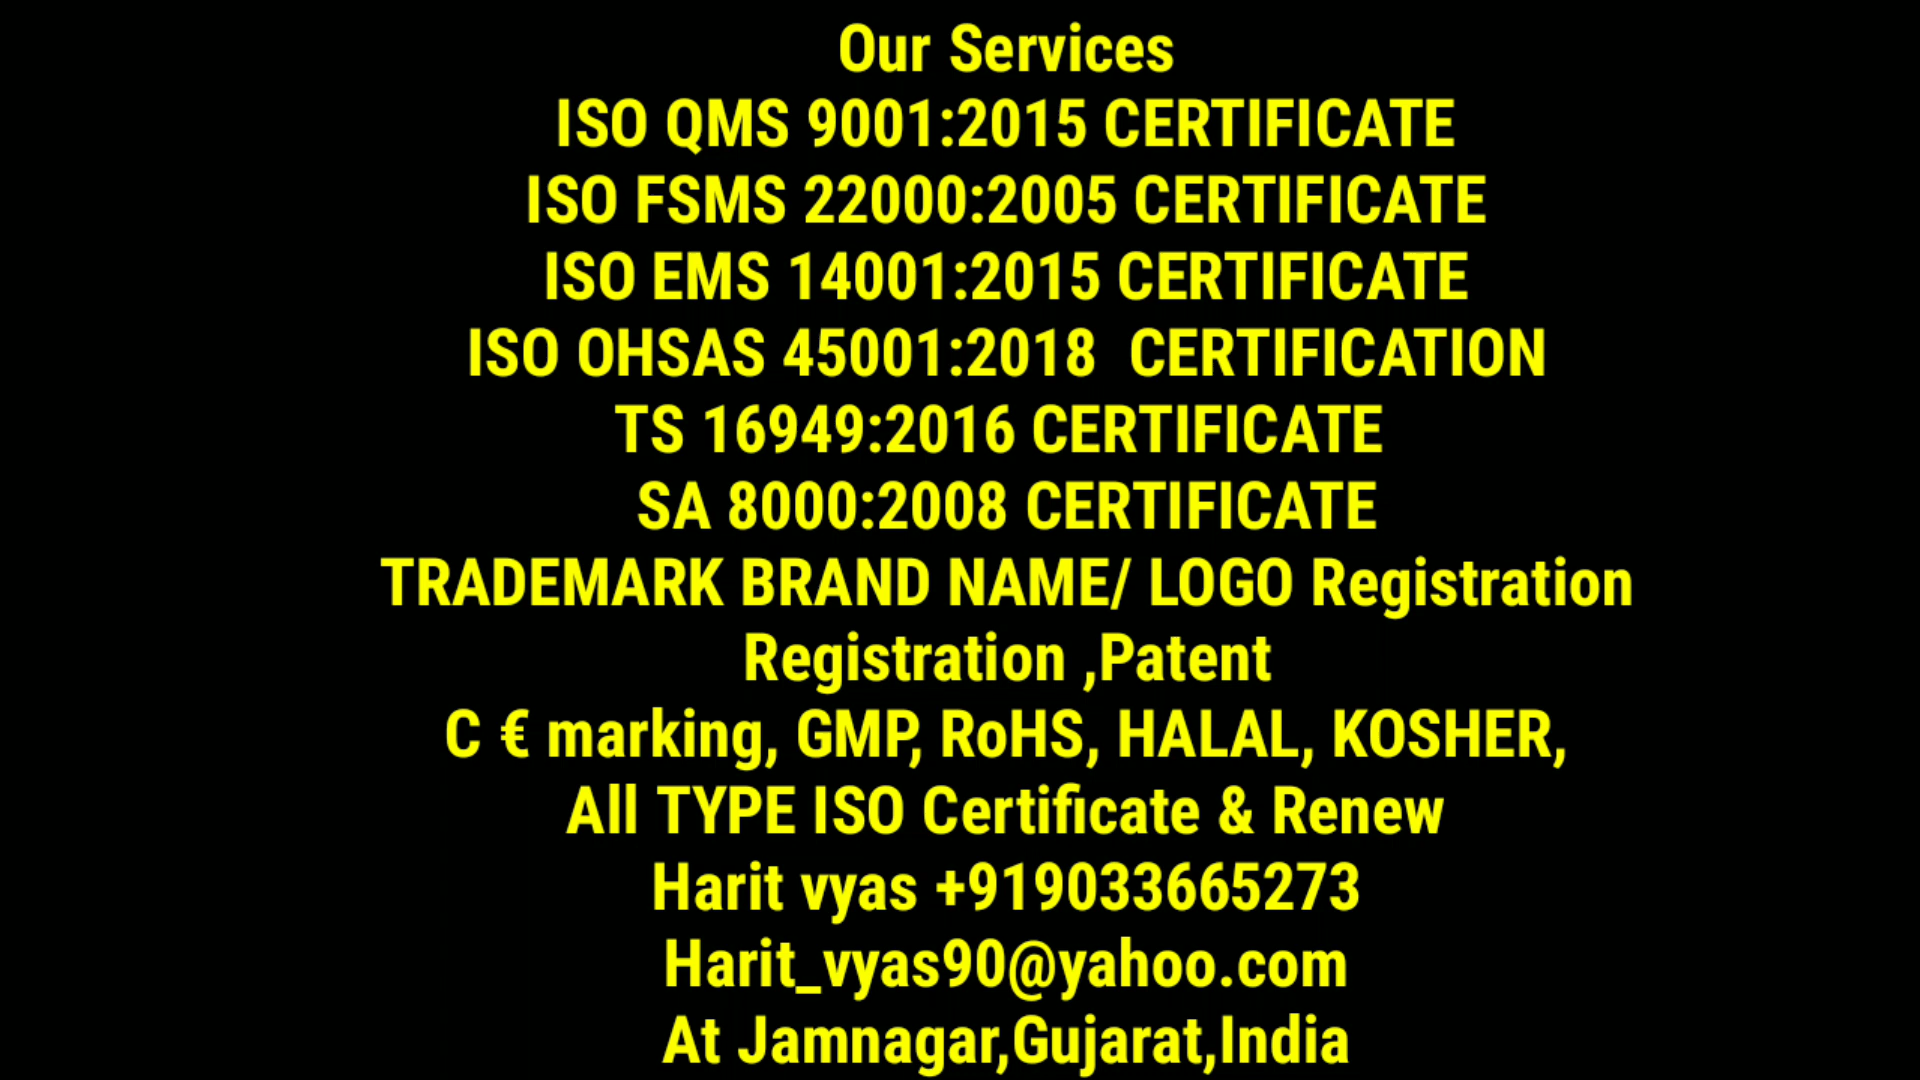 Our Services
ISO QMS 9001:2015 CERTIFICATE
ISO FSMS 22000:2005 CERTIFICATE
ISO EMS 14001:2015 CERTIFICATE
ISO OHSAS 45001:2018 CERTIFICATION
TS 16949:2016 CERTIFICATE
SA 8000:2008 CERTIFICATE
TRADEMARK BRAND NAME/ LOGO Registration
Registration ,Patent
C € marking, GMP, RoHS, HALAL, KOSHER,
All TYPE ISO Certificate & Renew
Harit vyas +919033665273
Harit_vyas90@yahoo.com
At Jamnagar,Gujarat,India